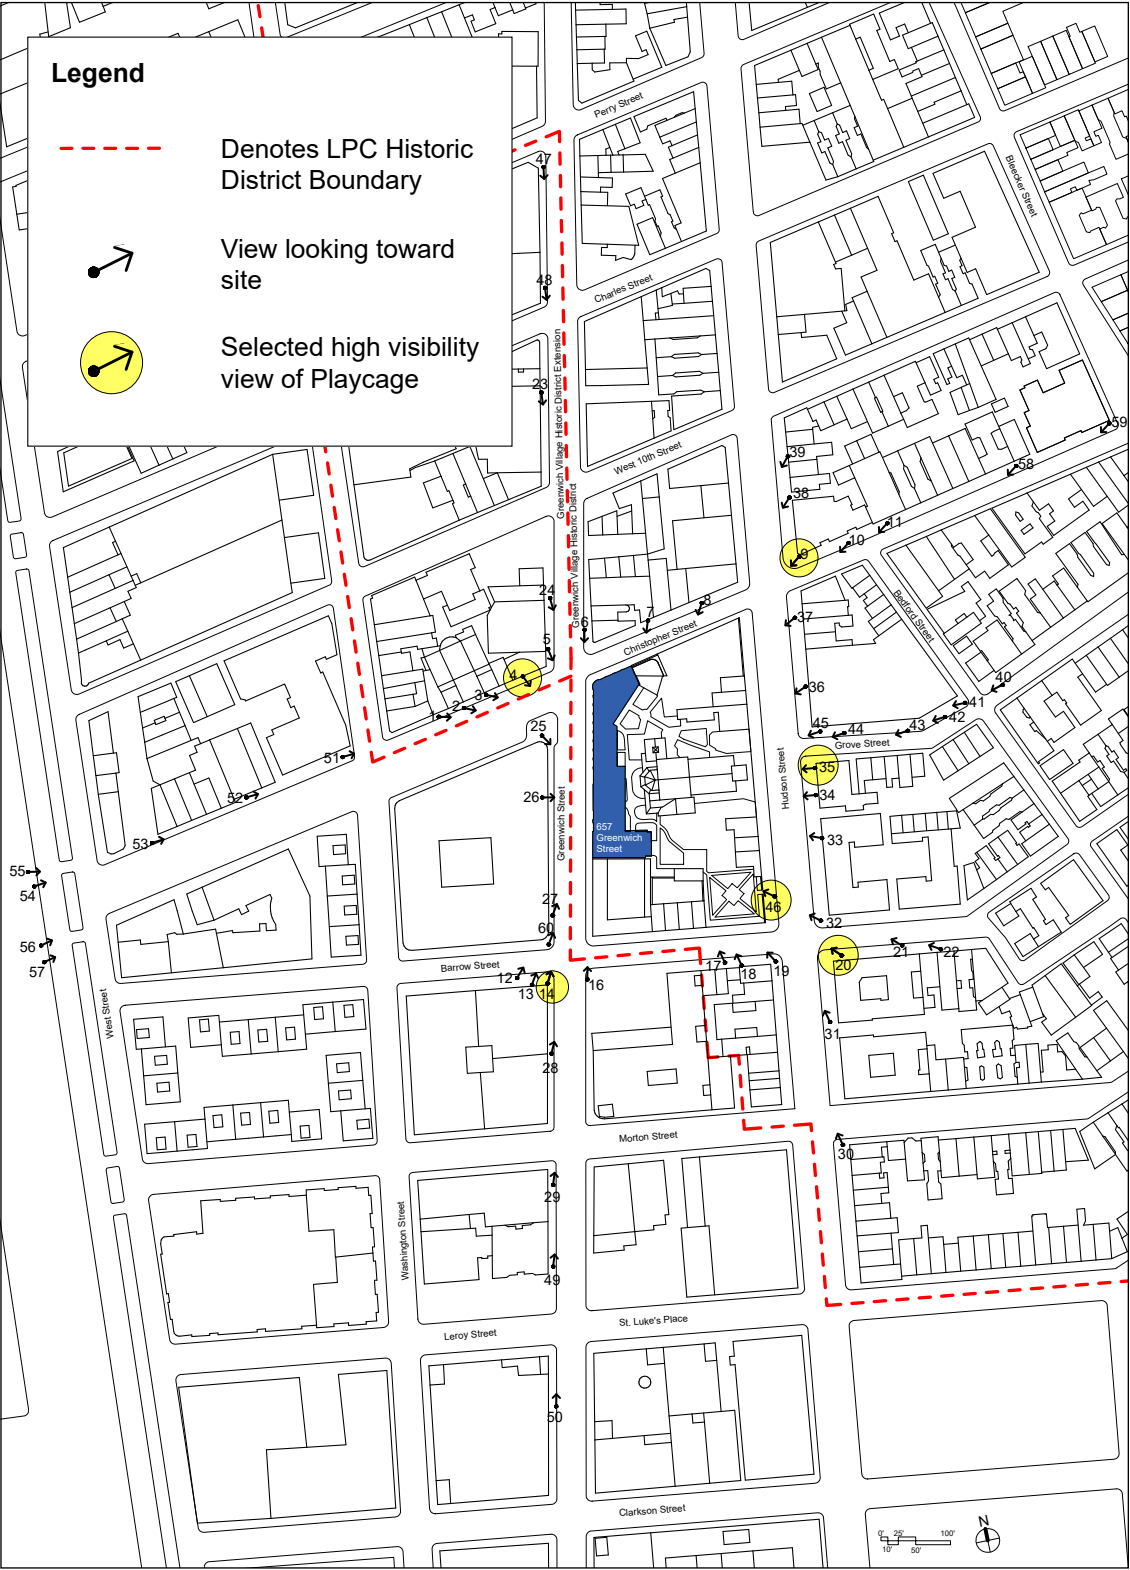 Legend
Denotes LPC Historic
District Boundary
View looking toward
site
Selected high visibility
view of Playcage
Perry Street
Bleecker Street
47
Charles Street
48
Greenwich Village Historic District Extension
23
39
59
West 10th Street
58
38
Greenwich Village Historic District
11
10
9
24
8
7
6
37
Bedford Street
Christopher Street
5
4
3
2
1
36
40
41
42
43
44
45
Grove Street
25
51
35
Hudson Street
26
52
34
Greenwich Street
657
Greenwich
Street
33
53
55
54
27
46
32
60
56
57
Barrow Street
21
22
20
17
18
19
12
13
14
16
West Street
31
28
Morton Street
30
29
Washington Street
49
St. Luke's Place
Leroy Street
50
Clarkson Street
N
0' 25' 100'
10' 50'